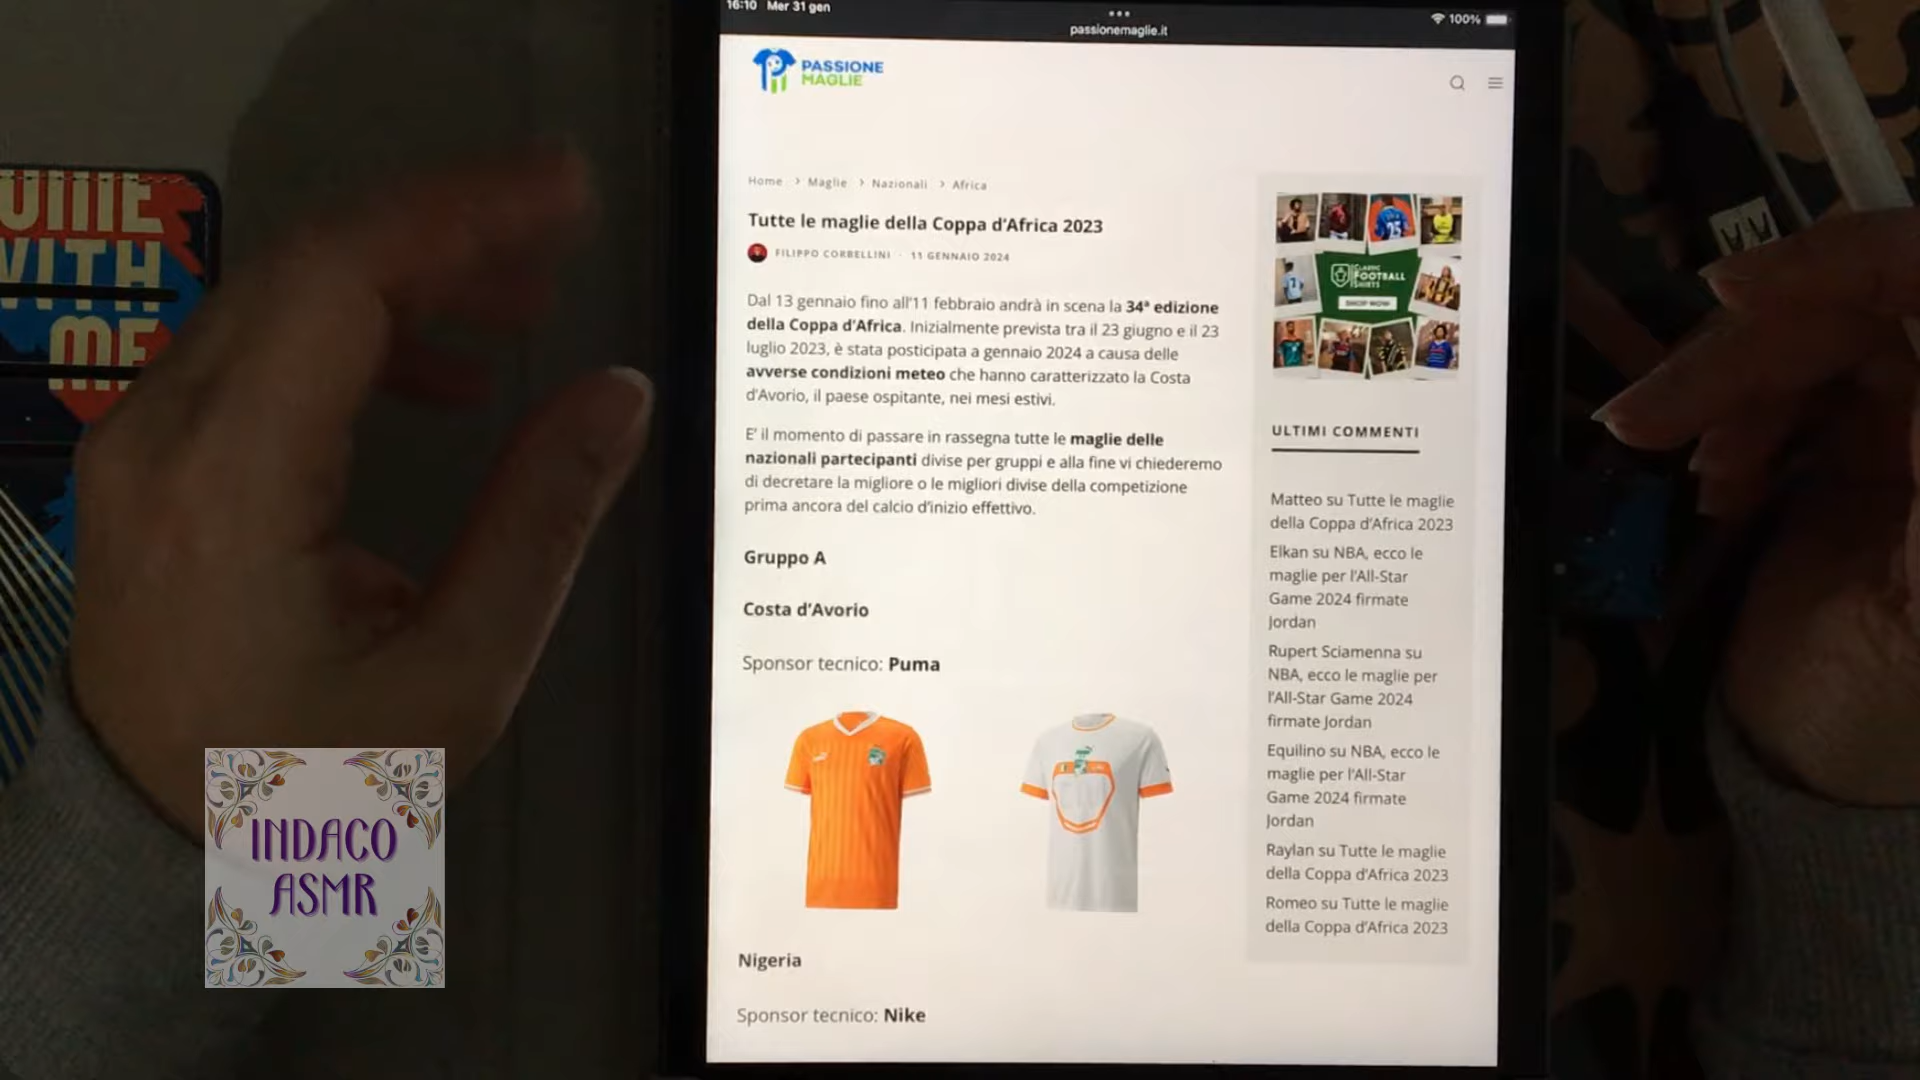 16:10 Mer 31 gen
passionemaglie.it
100%
PASSIONE
MAGLIE
Home > Maglie > Nazionali > Africa
Tutte le maglie della Coppa d'Africa 2023
FILIPPO CORBELLINI · 11 GENNAIO 2024
Dal 13 gennaio fino all'11 febbraio andrà in scena la 34ª edizione
della Coppa d'Africa. Inizialmente prevista tra il 23 giugno e il 23
luglio 2023, è stata posticipata a gennaio 2024 a causa delle
avverse condizioni meteo che hanno caratterizzato la Costa
d'Avorio, il paese ospitante, nei mesi estivi.
E' il momento di passare in rassegna tutte le maglie delle
nazionali partecipanti divise per gruppi e alla fine vi chiederemo
di decretare la migliore o le migliori divise della competizione
prima ancora del calcio d'inizio effettivo.
Gruppo A
Costa d'Avorio
Sponsor tecnico: Puma
Nigeria
Sponsor tecnico: Nike
CLASSIC
FOOTBALL
SHIRTS
SHOP NOW
25
ULTIMI COMMENTI
Matteo su Tutte le maglie
della Coppa d'Africa 2023
Elkan su NBA, ecco le
maglie per l'All-Star
Game 2024 firmate
Jordan
Rupert Sciamenna su
NBA, ecco le maglie per
l'All-Star Game 2024
firmate Jordan
Equilino su NBA, ecco le
maglie per l'All-Star
Game 2024 firmate
Jordan
Raylan su Tutte le maglie
della Coppa d'Africa 2023
Romeo su Tutte le maglie
della Coppa d'Africa 2023
WITH
ME
INDACO
ASMR